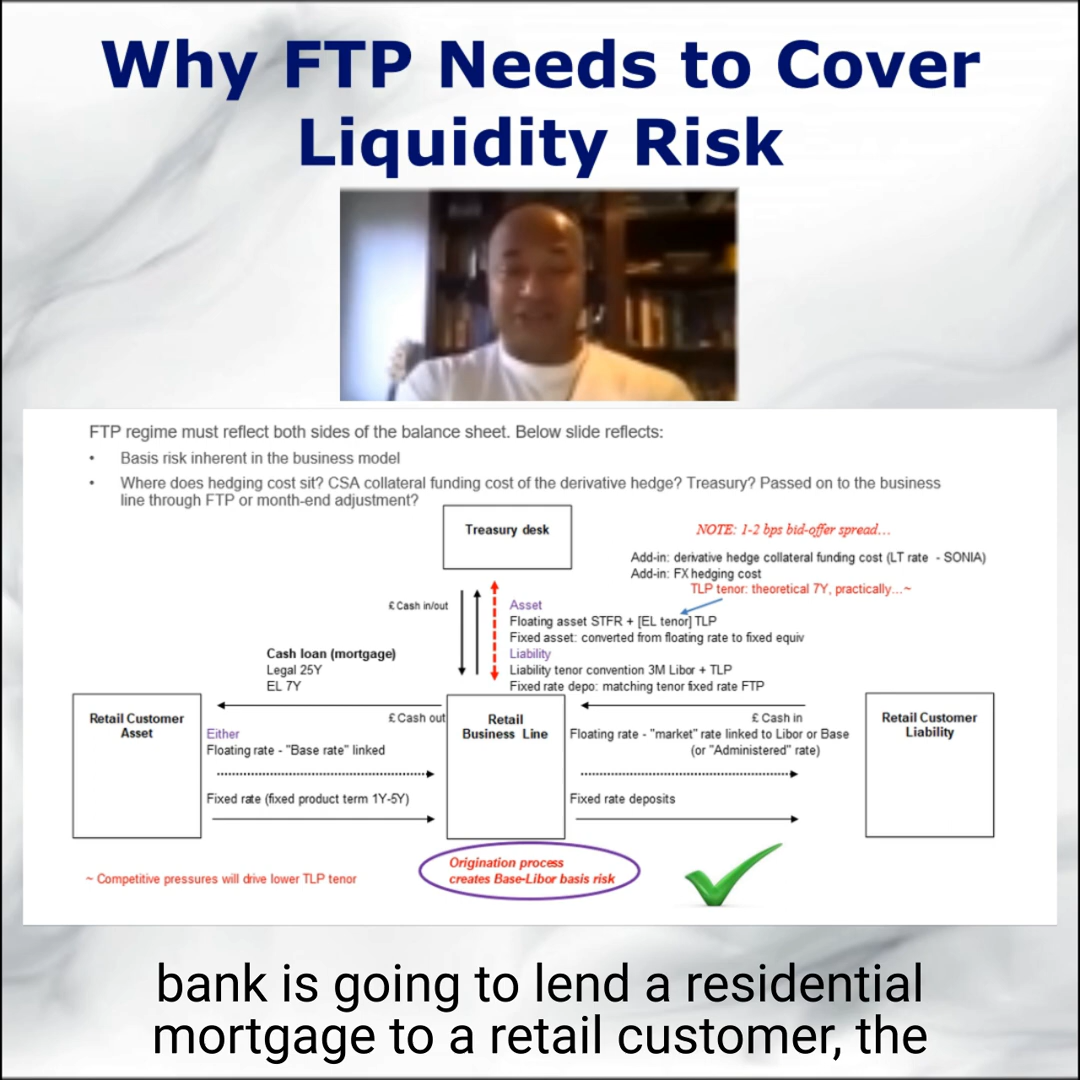 Why FTP Needs to Cover
Liquidity Risk
FTP regime must reflect both sides of the balance sheet. Below slide reflects:
• Basis risk inherent in the business model
• Where does hedging cost sit? CSA collateral funding cost of the derivative hedge? Treasury? Passed on to the business
line through FTP or month-end adjustment?
Treasury desk
NOTE: 1-2 bps bid-offer spread…
Add-in: derivative hedge collateral funding cost (LT rate - SONIA)
Add-in: FX hedging cost
TLP tenor: theoretical 7Y, practically…~
£ Cash in/out
Asset
Floating asset STFR + [EL tenor] TLP
Fixed asset: converted from floating rate to fixed equiv
Liability
Liability tenor convention 3M Libor + TLP
Fixed rate depo: matching tenor fixed rate FTP
Cash loan (mortgage)
Legal 25Y
EL 7Y
Retail Customer
Asset
£ Cash out
Either
Floating rate - "Base rate" linked
Fixed rate (fixed product term 1Y-5Y)
Retail
Business Line
£ Cash in
Floating rate - "market" rate linked to Libor or Base
(or "Administered" rate)
Fixed rate deposits
Retail Customer
Liability
Origination process
creates Base-Libor basis risk
~ Competitive pressures will drive lower TLP tenor
bank is going to lend a residential
mortgage to a retail customer, the